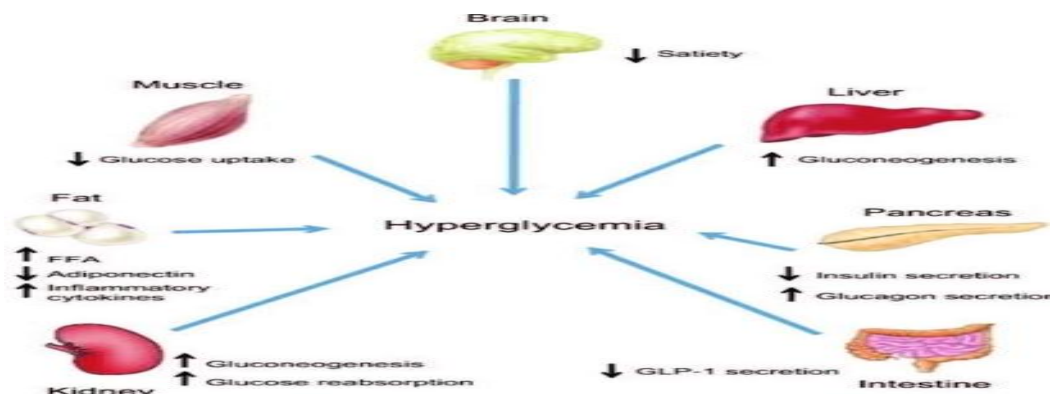 Brain
↓ Satiety
Muscle
↓ Glucose uptake
Liver
↑ Gluconeogenesis
Fat
↑ FFA
↓ Adiponectin
↑ Inflammatory
cytokines
Hyperglycemia
Pancreas
↓ Insulin secretion
↑ Glucagon secretion
Kidney
↑ Gluconeogenesis
↑ Glucose reabsorption
↓ GLP-1 secretion
Intestine